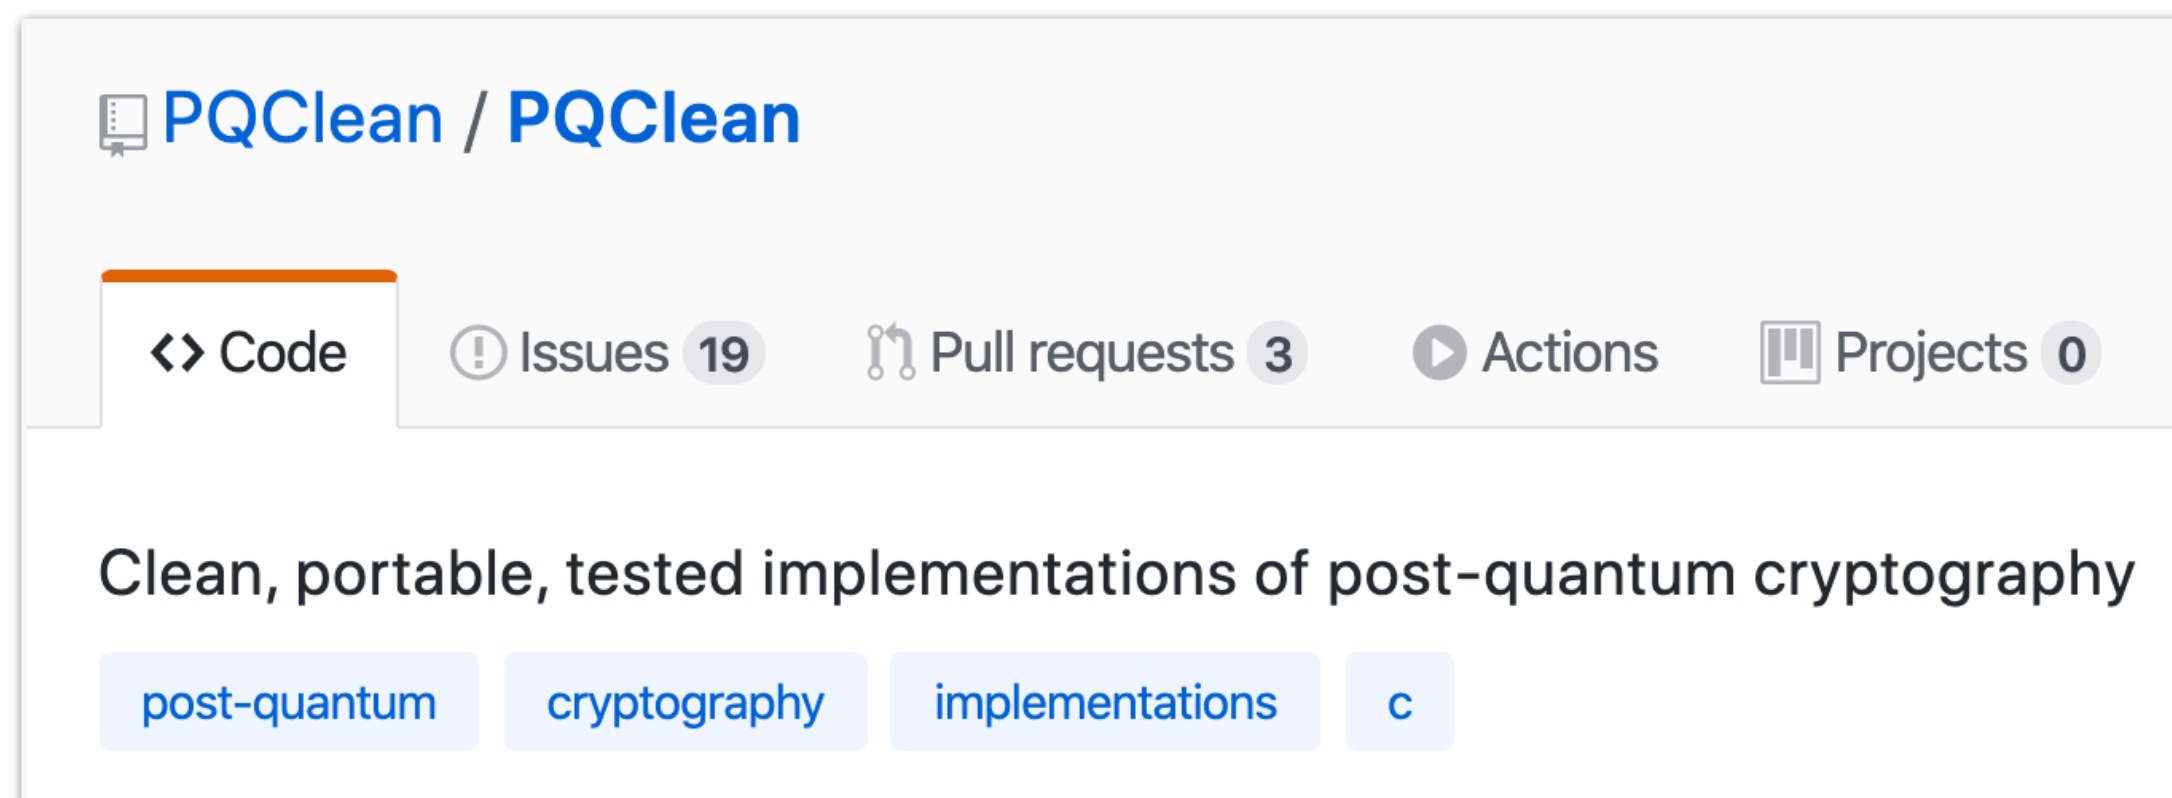 PQClean / PQClean
<> Code Issues 19 Pull requests 3 Actions Projects 0
Clean, portable, tested implementations of post-quantum cryptography
post-quantum cryptography implementations c